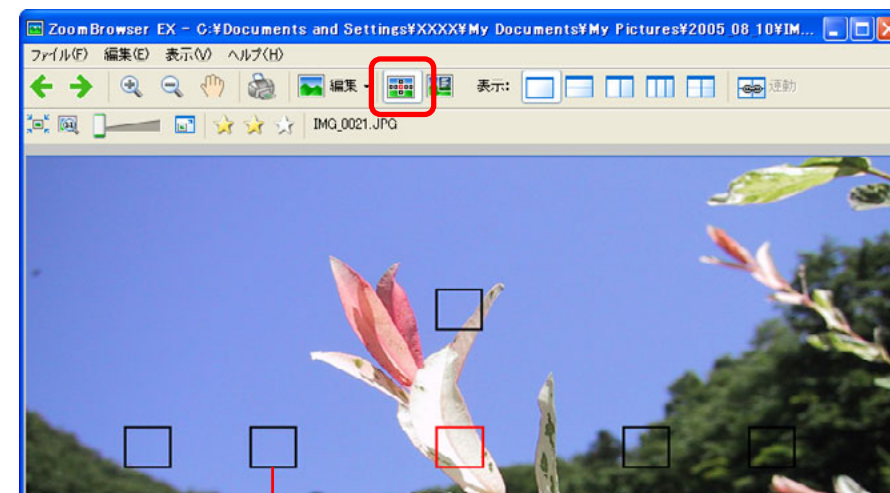 ZoomBrowser EX - C:¥Documents and Settings¥XXXX¥My Documents¥My Pictures¥2005_08_10¥IM...
ファイル(F) 編集(E) 表示(V) ヘルプ(H)
編集 表示: 連動
IMG_0021.JPG